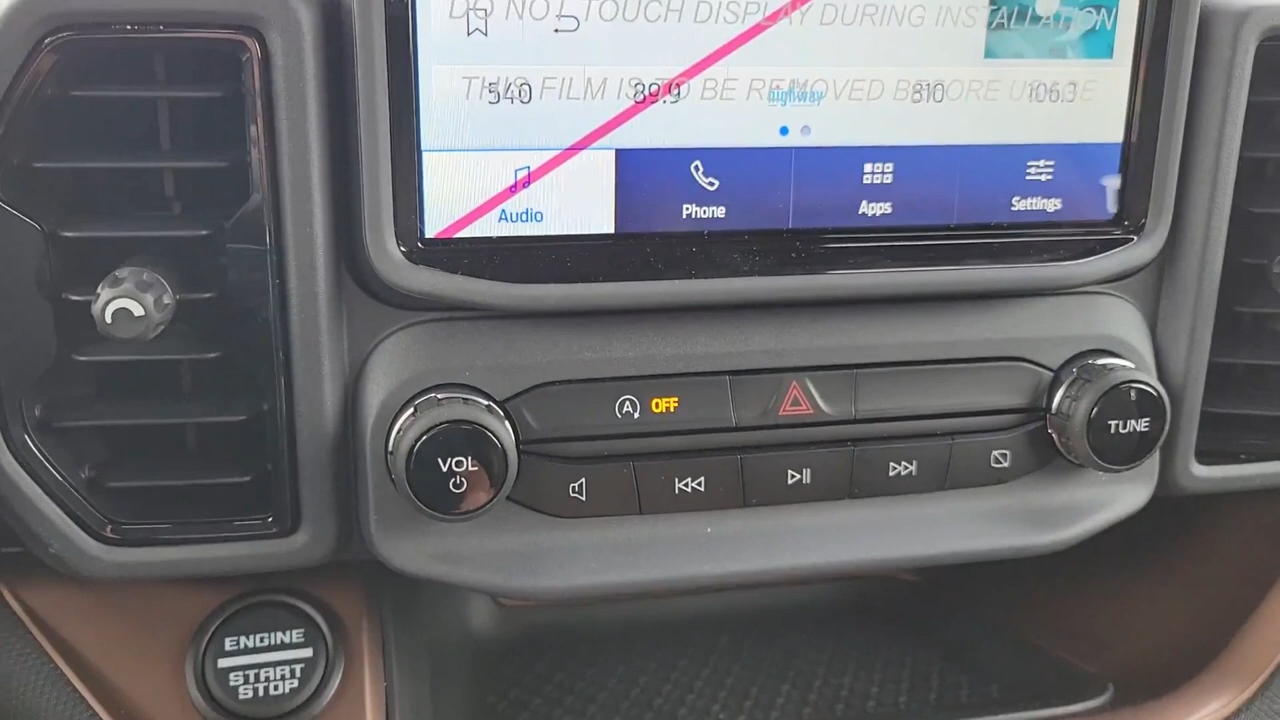 DO NOT TOUCH DISPLAY DURING INSTALLATION
THIS FILM IS TO BE REMOVED BEFORE USAGE
540 89.9 highway 810 106.3
Audio Phone Apps Settings
A OFF
VOL
TUNE
ENGINE
START
STOP